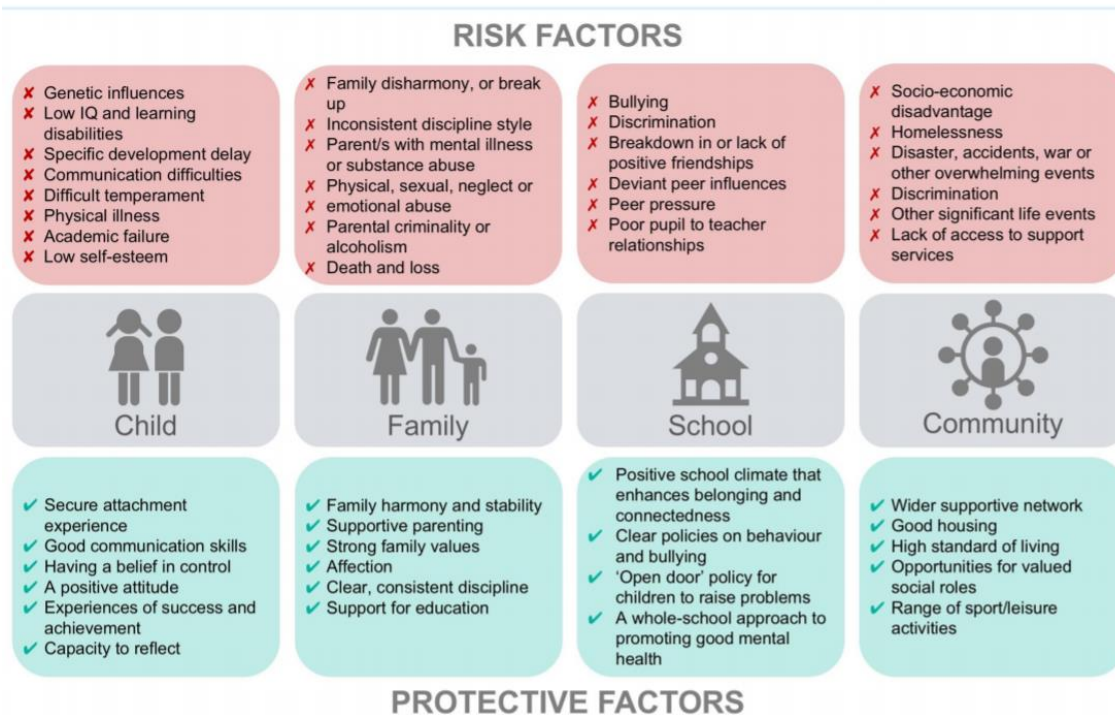 RISK FACTORS
✘ Genetic influences
✘ Low IQ and learning
disabilities
✘ Specific development delay
✘ Communication difficulties
✘ Difficult temperament
✘ Physical illness
✘ Academic failure
✘ Low self-esteem
✗ Family disharmony, or break
up
✗ Inconsistent discipline style
✗ Parent/s with mental illness
or substance abuse
✗ Physical, sexual, neglect or
✗ emotional abuse
✗ Parental criminality or
alcoholism
✗ Death and loss
✗ Bullying
✗ Discrimination
✗ Breakdown in or lack of
positive friendships
✗ Deviant peer influences
✗ Peer pressure
✗ Poor pupil to teacher
relationships
✗ Socio-economic
disadvantage
✗ Homelessness
✗ Disaster, accidents, war or
other overwhelming events
✗ Discrimination
✗ Other significant life events
✗ Lack of access to support
services
Child
Family
School
Community
✔ Secure attachment
experience
✔ Good communication skills
✔ Having a belief in control
✔ A positive attitude
✔ Experiences of success and
achievement
✔ Capacity to reflect
✔ Family harmony and stability
✔ Supportive parenting
✔ Strong family values
✔ Affection
✔ Clear, consistent discipline
✔ Support for education
✔ Positive school climate that
enhances belonging and
connectedness
✔ Clear policies on behaviour
and bullying
✔ ‘Open door’ policy for
children to raise problems
✔ A whole-school approach to
promoting good mental
health
✔ Wider supportive network
✔ Good housing
✔ High standard of living
✔ Opportunities for valued
social roles
✔ Range of sport/leisure
activities
PROTECTIVE FACTORS